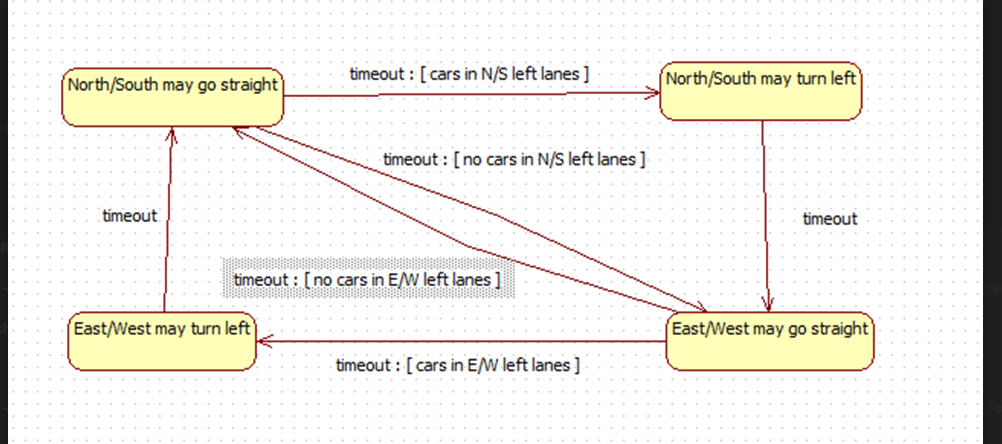 timeout : [ cars in N/S left lanes ]
North/South may go straight
North/South may turn left
timeout : [ no cars in N/S left lanes ]
timeout
timeout
timeout : [ no cars in E/W left lanes ]
East/West may turn left
East/West may go straight
timeout : [ cars in E/W left lanes ]